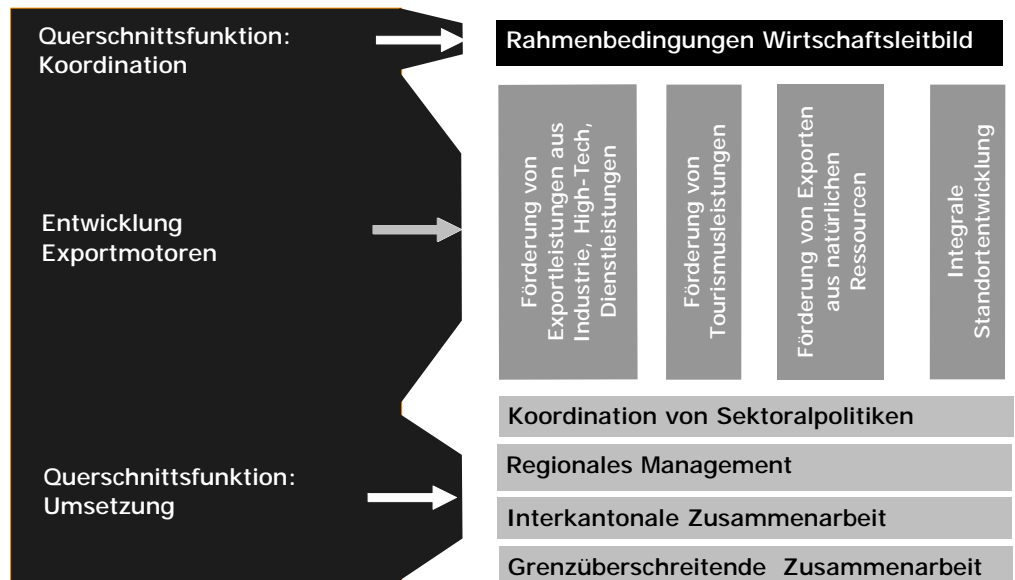 Querschnittsfunktion:
Koordination
Rahmenbedingungen Wirtschaftsleitbild
Entwicklung
Exportmotoren
Förderung von
Exportleistungen aus
Industrie, High-Tech,
Dienstleistungen
Förderung von
Tourismusleistungen
Förderung von Exporten
aus natürlichen
Ressourcen
Integrale
Standortentwicklung
Querschnittsfunktion:
Umsetzung
Koordination von Sektoralpolitiken
Regionales Management
Interkantonale Zusammenarbeit
Grenzüberschreitende Zusammenarbeit